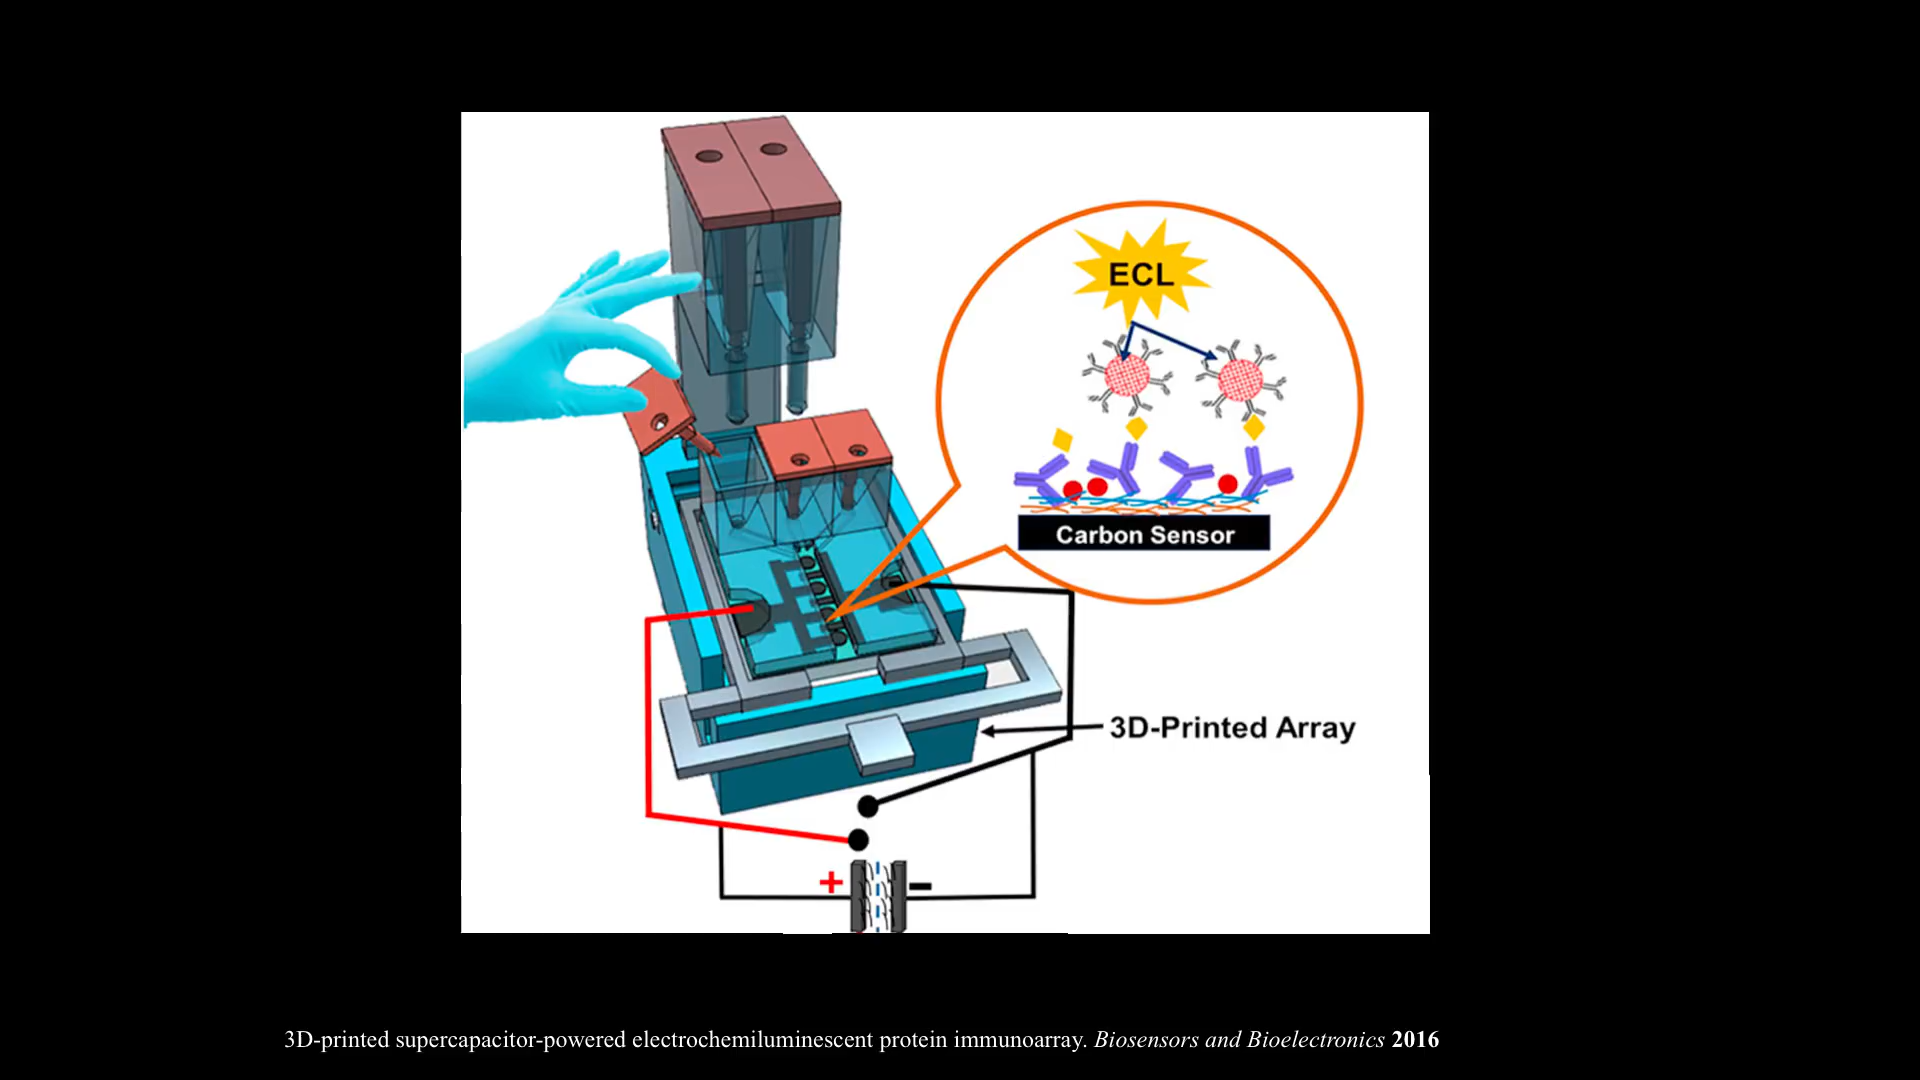 ECL
Carbon Sensor
3D-Printed Array
+ −
3D-printed supercapacitor-powered electrochemiluminescent protein immunoarray. Biosensors and Bioelectronics 2016